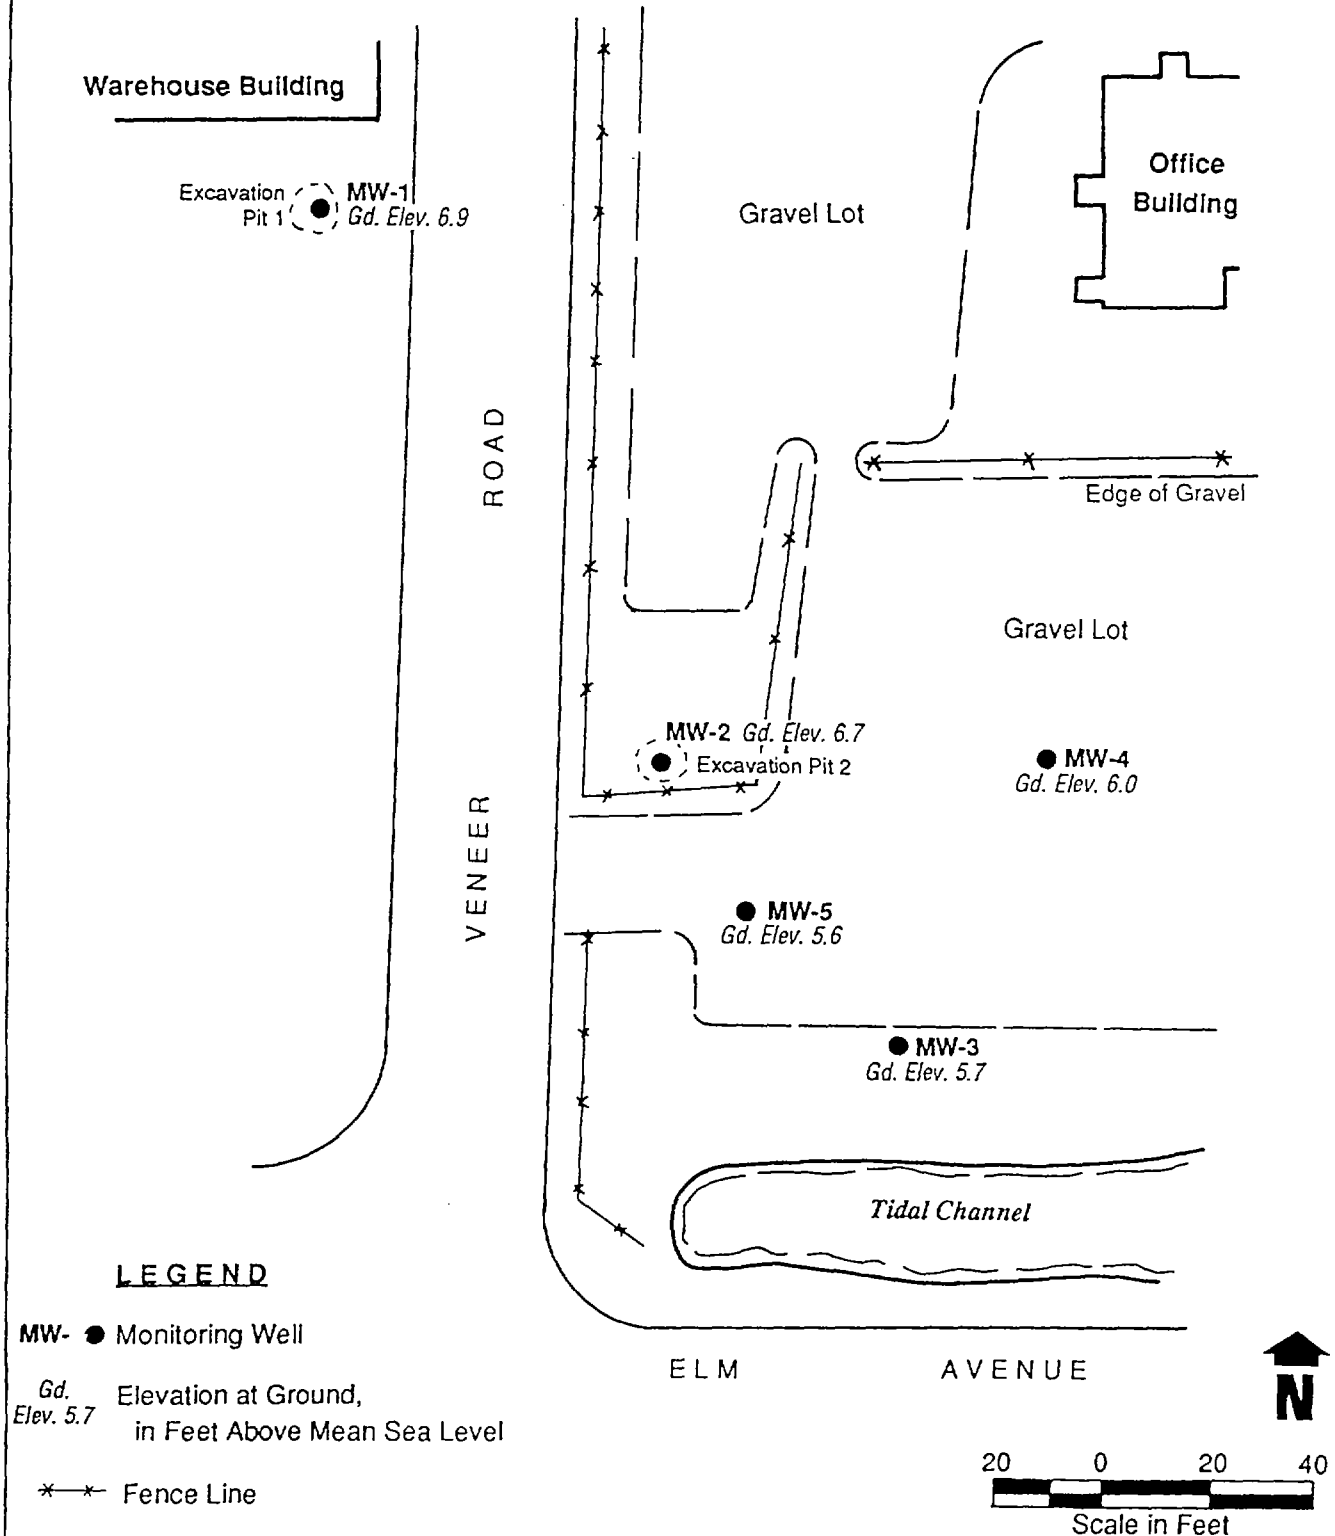 Warehouse Building
Excavation
Pit 1
MW-1
Gd. Elev. 6.9
Gravel Lot
Office
Building
ROAD
Edge of Gravel
Gravel Lot
MW-2 Gd. Elev. 6.7
Excavation Pit 2
MW-4
Gd. Elev. 6.0
VENEER
MW-5
Gd. Elev. 5.6
MW-3
Gd. Elev. 5.7
Tidal Channel
LEGEND
MW- Monitoring Well
Gd.
Elev. 5.7
Elevation at Ground,
in Feet Above Mean Sea Level
Fence Line
ELM AVENUE
N
20 0 20 40
Scale in Feet